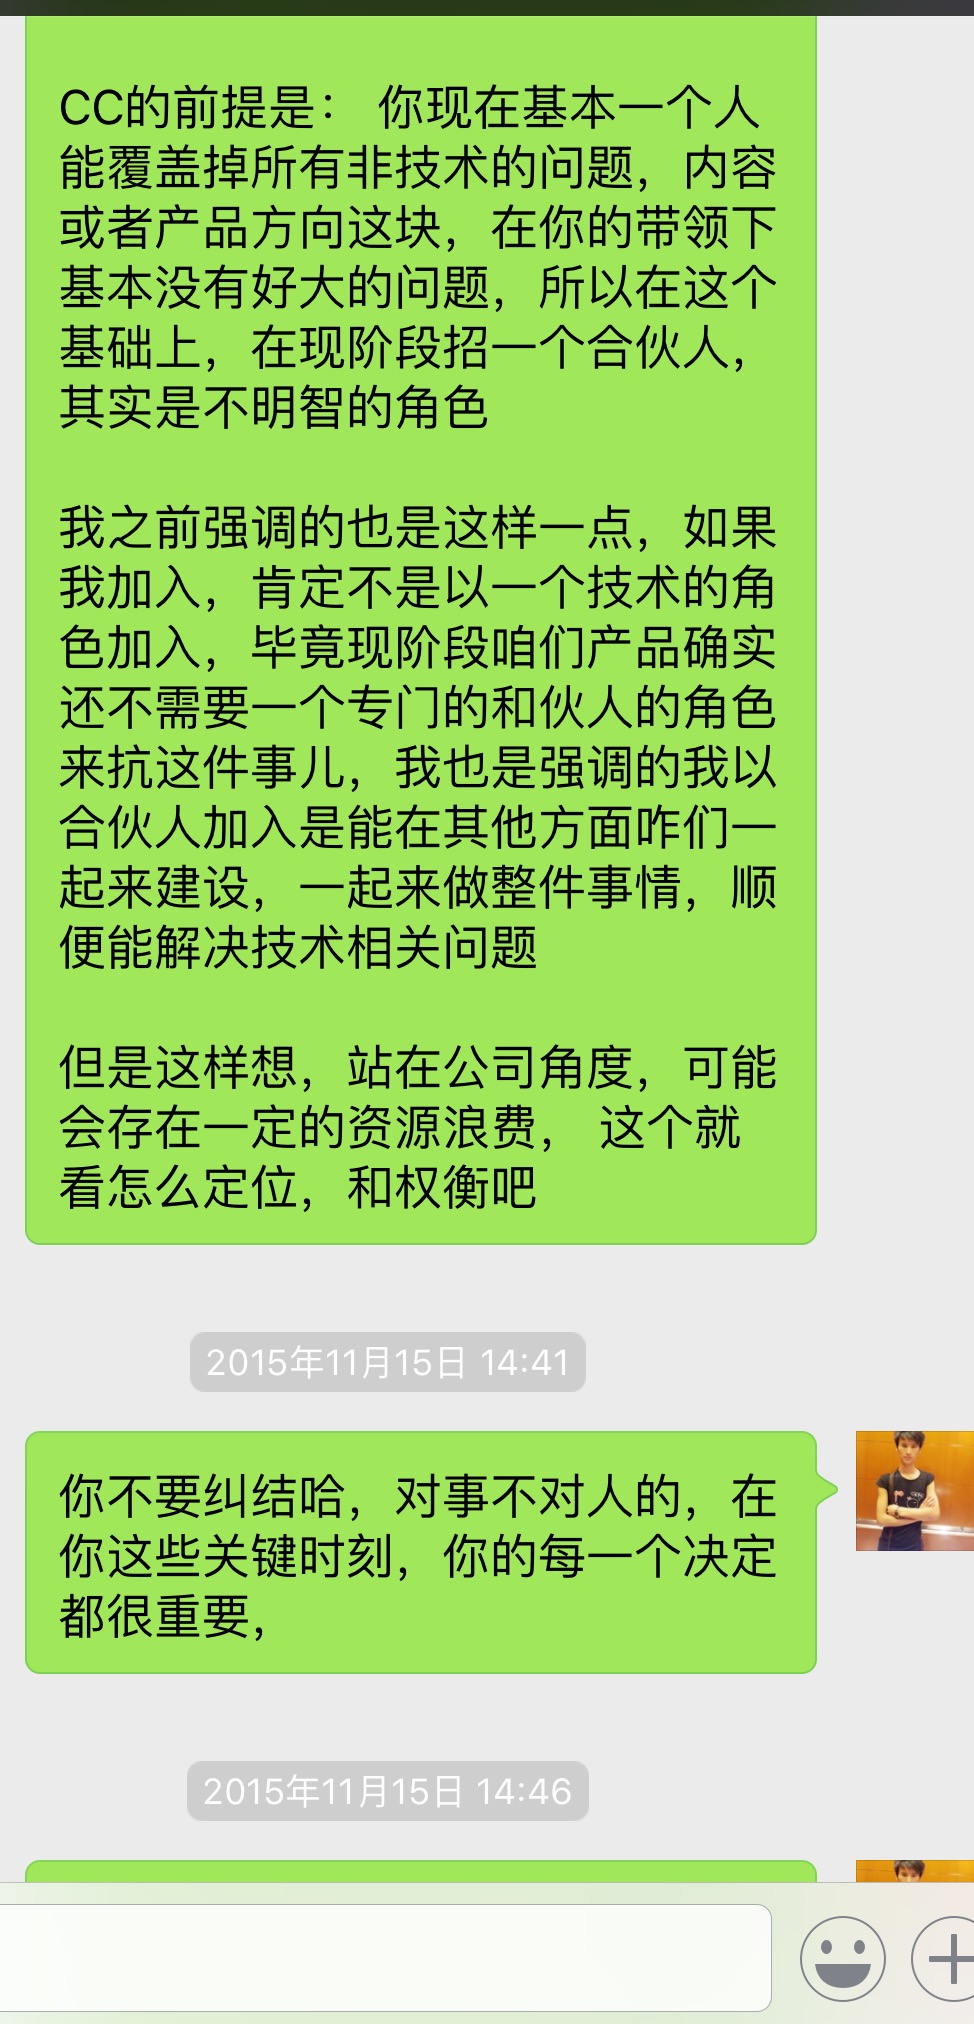 CC的前提是： 你现在基本一个人
能覆盖掉所有非技术的问题，内容
或者产品方向这块，在你的带领下
基本没有好大的问题，所以在这个
基础上，在现阶段招一个合伙人，
其实是不明智的角色
我之前强调的也是这样一点，如果
我加入，肯定不是以一个技术的角
色加入，毕竟现阶段咱们产品确实
还不需要一个专门的和伙人的角色
来抗这件事儿，我也是强调的我以
合伙人加入是能在其他方面咋们一
起来建设，一起来做整件事情，顺
便能解决技术相关问题
但是这样想，站在公司角度，可能
会存在一定的资源浪费， 这个就
看怎么定位，和权衡吧
2015年11月15日 14:41
你不要纠结哈，对事不对人的，在
你这些关键时刻，你的每一个决定
都很重要，
2015年11月15日 14:46